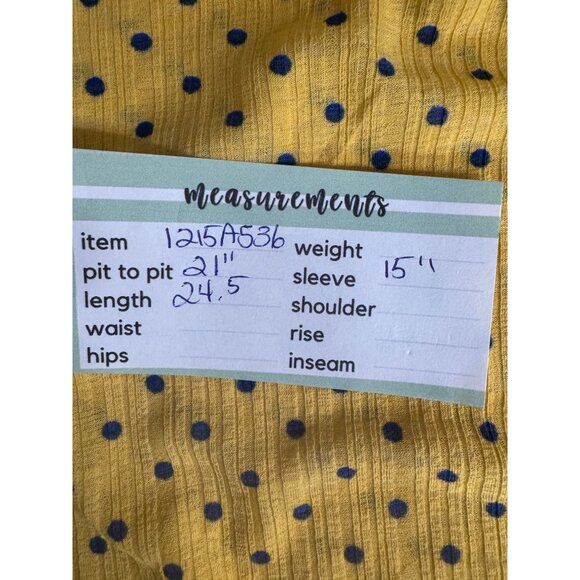 measurements
item 1215A536
pit to pit 21"
length 24.5
waist
hips
weight
sleeve 15"
shoulder
rise
inseam